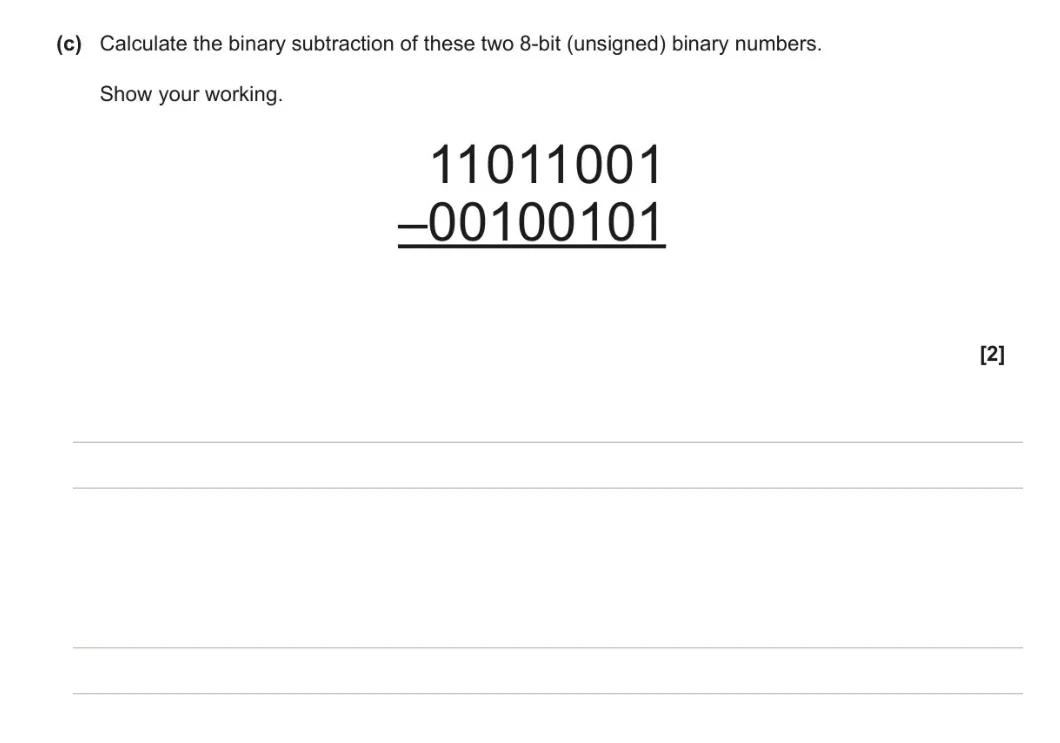 (c) Calculate the binary subtraction of these two 8-bit (unsigned) binary numbers.
Show your working.
11011001
–00100101
[2]